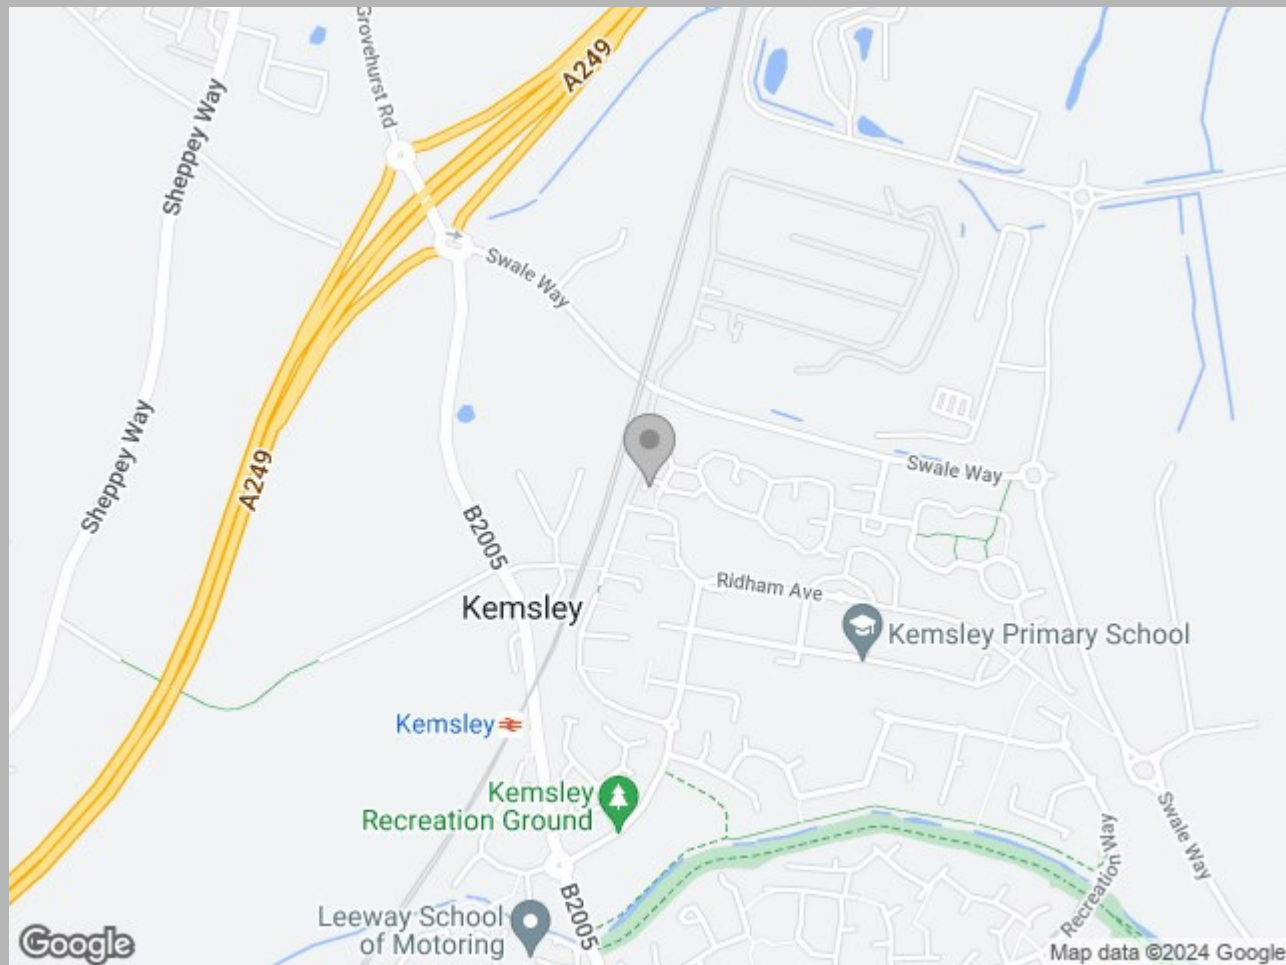 Grovehurst Rd
A249
Sheppey Way
Swale Way
Sheppey Way
A249
B2005
Swale Way
Ridham Ave
Kemsley
Kemsley Primary School
Kemsley
Kemsley
Recreation Ground
Swale Way
Recreation Way
B2005
Leeway School
of Motoring
Google
Map data ©2024 Google